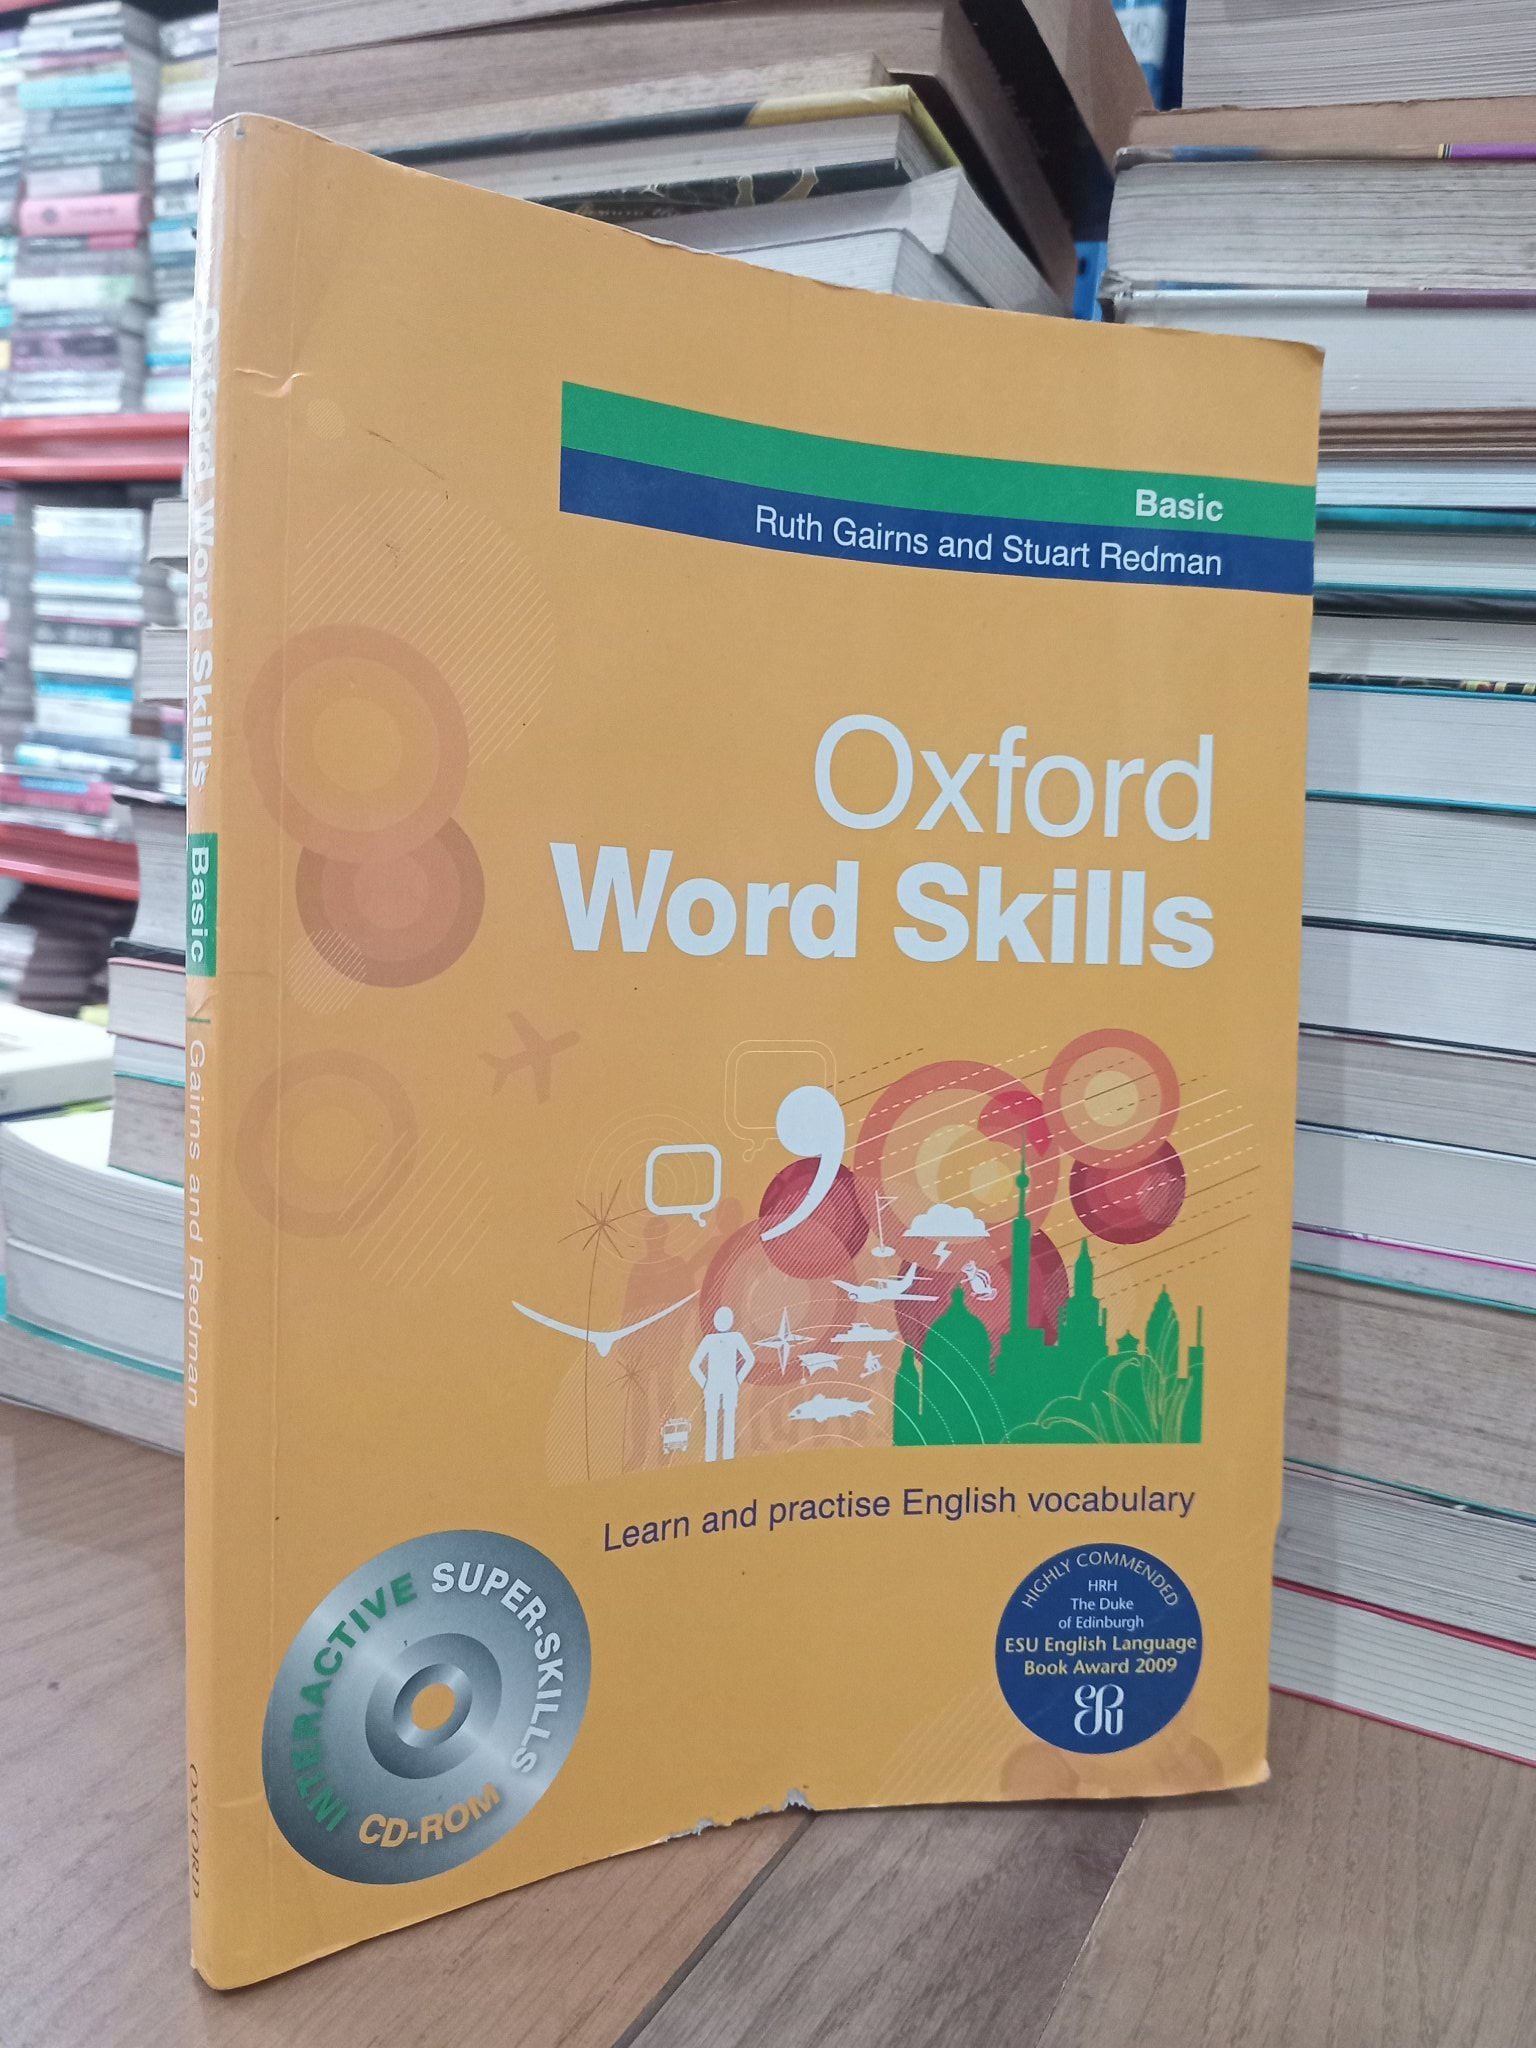 Basic
Ruth Gairns and Stuart Redman
Oxford
Word Skills
Learn and practise English vocabulary
INTERACTIVE SUPER-SKILLS
CD-ROM
HIGHLY COMMENDED
HRH
The Duke
of Edinburgh
ESU English Language
Book Award 2009
ESU
Oxford Word Skills Basic Gairns and Redman OXFORD